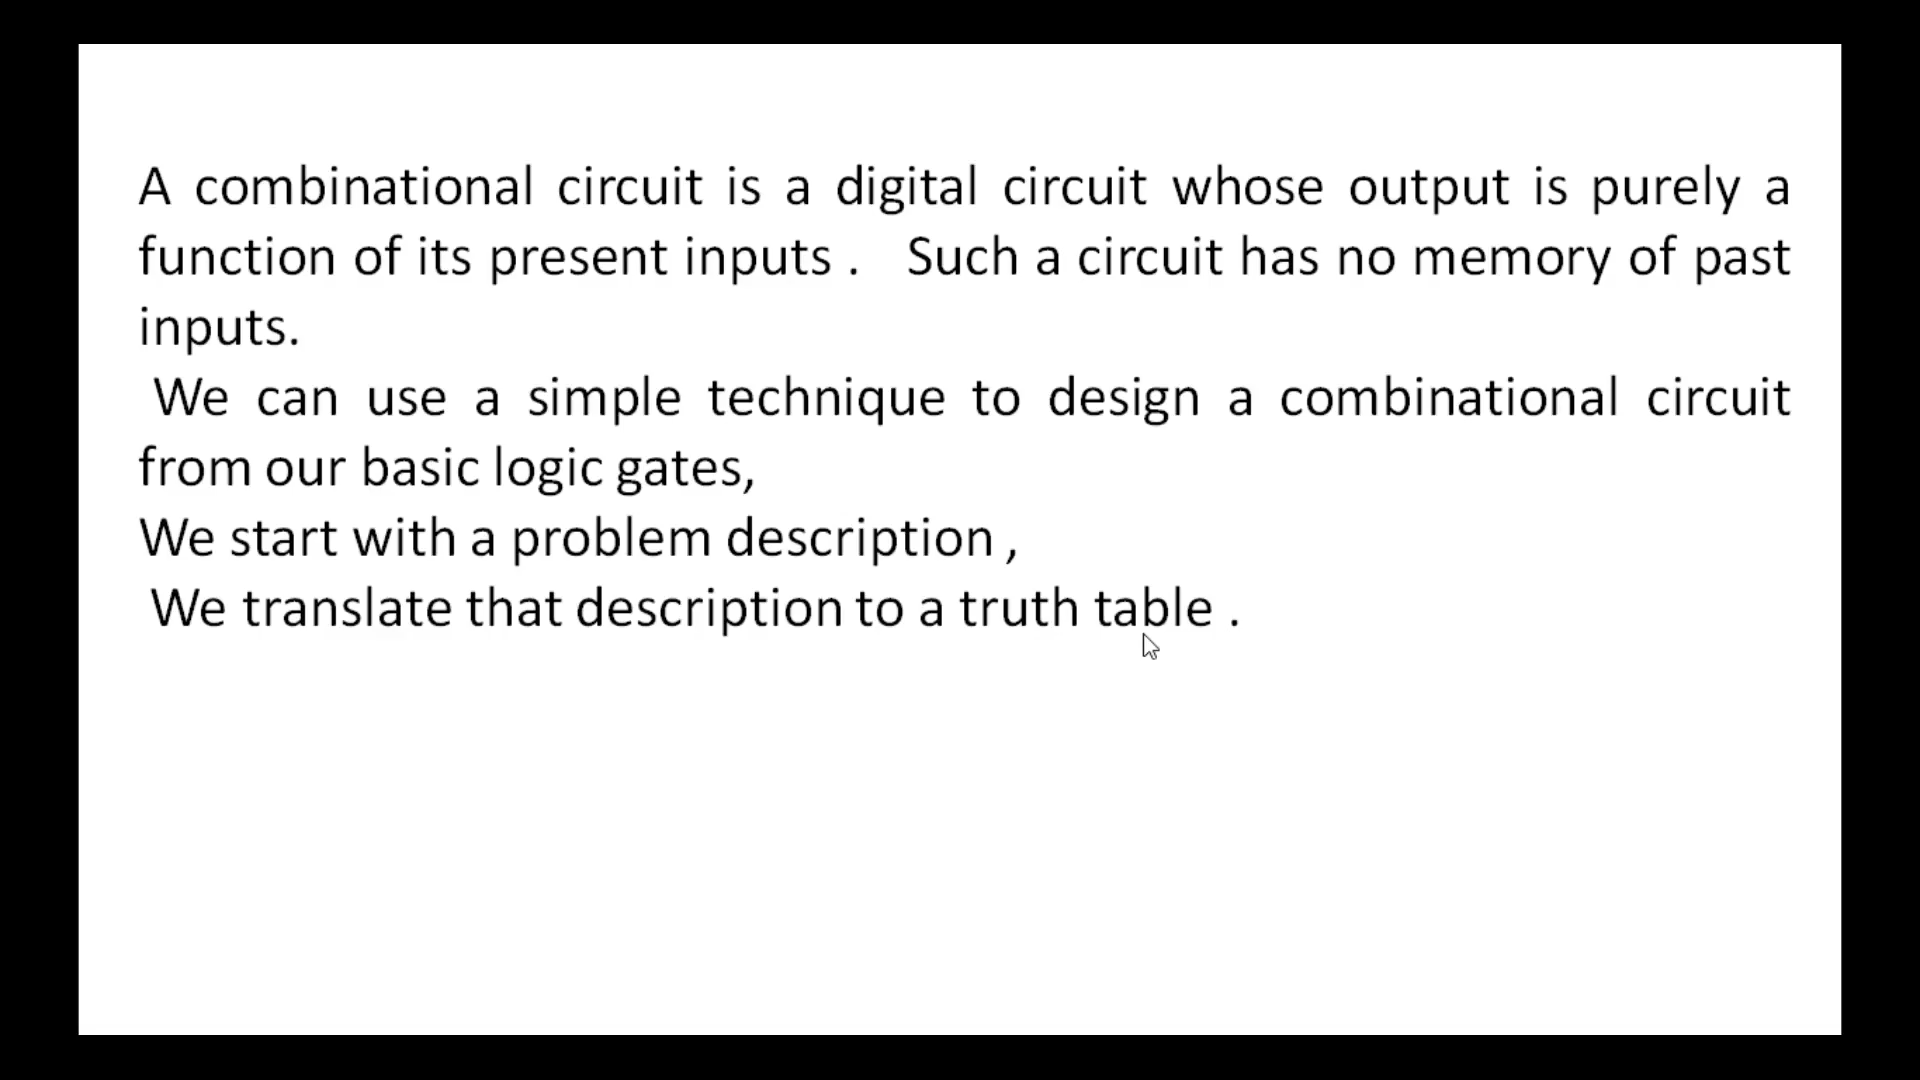 A combinational circuit is a digital circuit whose output is purely a
function of its present inputs .   Such a circuit has no memory of past
inputs.
We can use a simple technique to design a combinational circuit
from our basic logic gates,
We start with a problem description ,
We translate that description to a truth table .